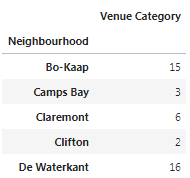 Venue Category
Neighbourhood
Bo-Kaap 15
Camps Bay 3
Claremont 6
Clifton 2
De Waterkant 16